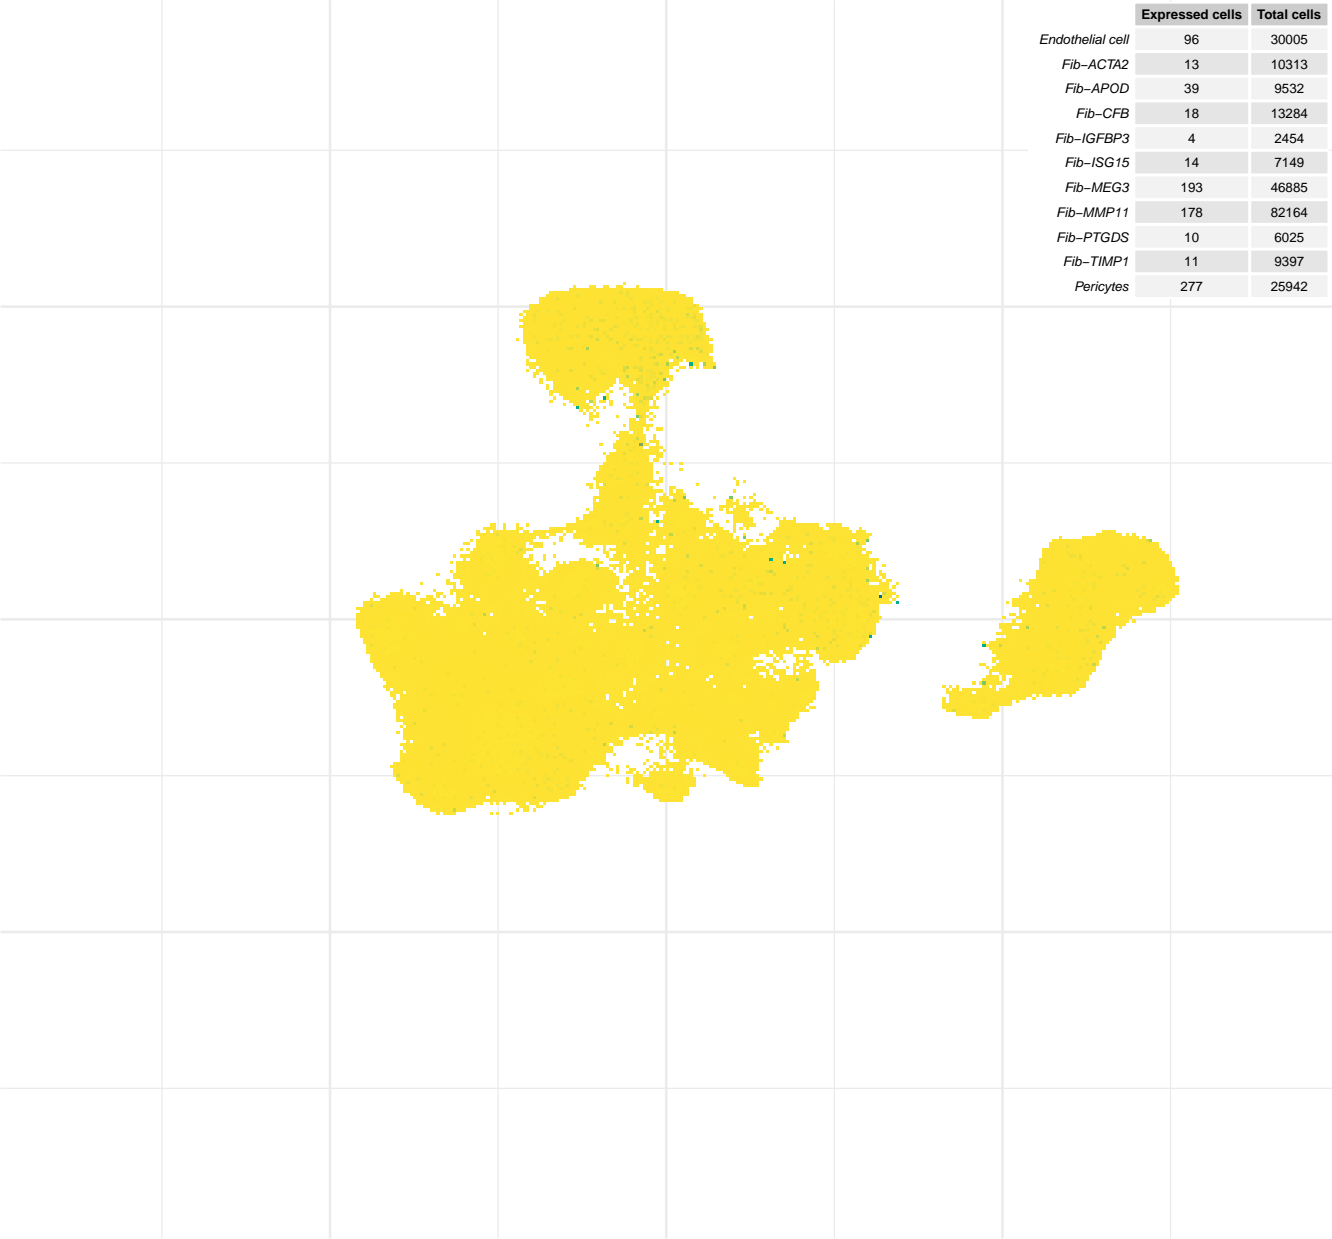 Expressed cells Total cells
Endothelial cell 96 30005
Fib−ACTA2 13 10313
Fib−APOD 39 9532
Fib−CFB 18 13284
Fib−IGFBP3 4 2454
Fib−ISG15 14 7149
Fib−MEG3 193 46885
Fib−MMP11 178 82164
Fib−PTGDS 10 6025
Fib−TIMP1 11 9397
Pericytes 277 25942